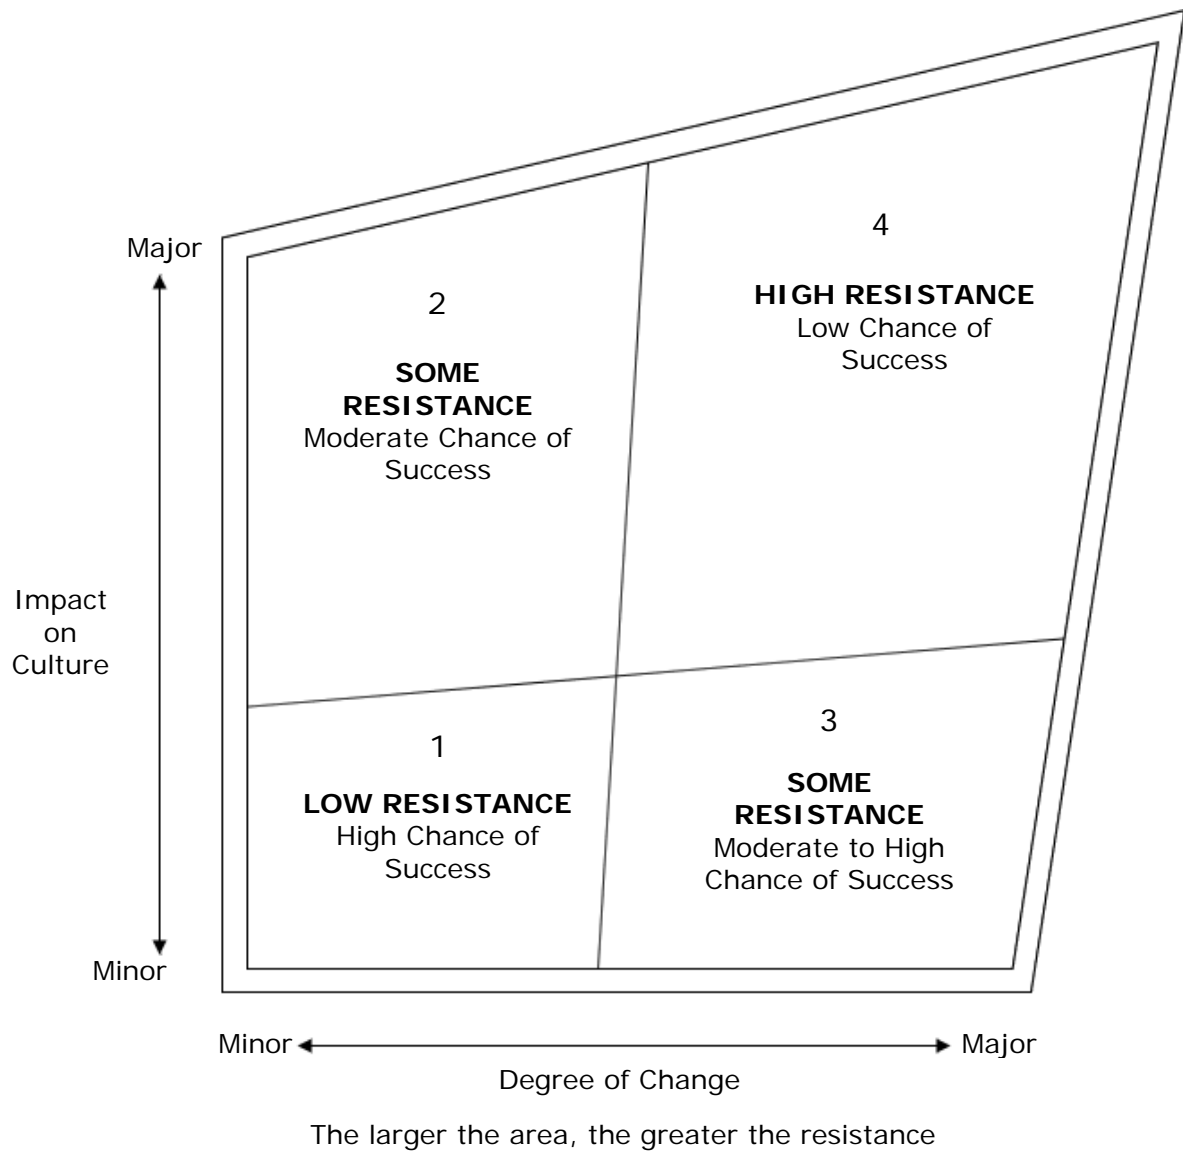 Major
2
SOME
RESISTANCE
Moderate Chance of
Success
4
HIGH RESISTANCE
Low Chance of
Success
Impact
on
Culture
1
LOW RESISTANCE
High Chance of
Success
3
SOME
RESISTANCE
Moderate to High
Chance of Success
Minor
Minor
Major
Degree of Change
The larger the area, the greater the resistance